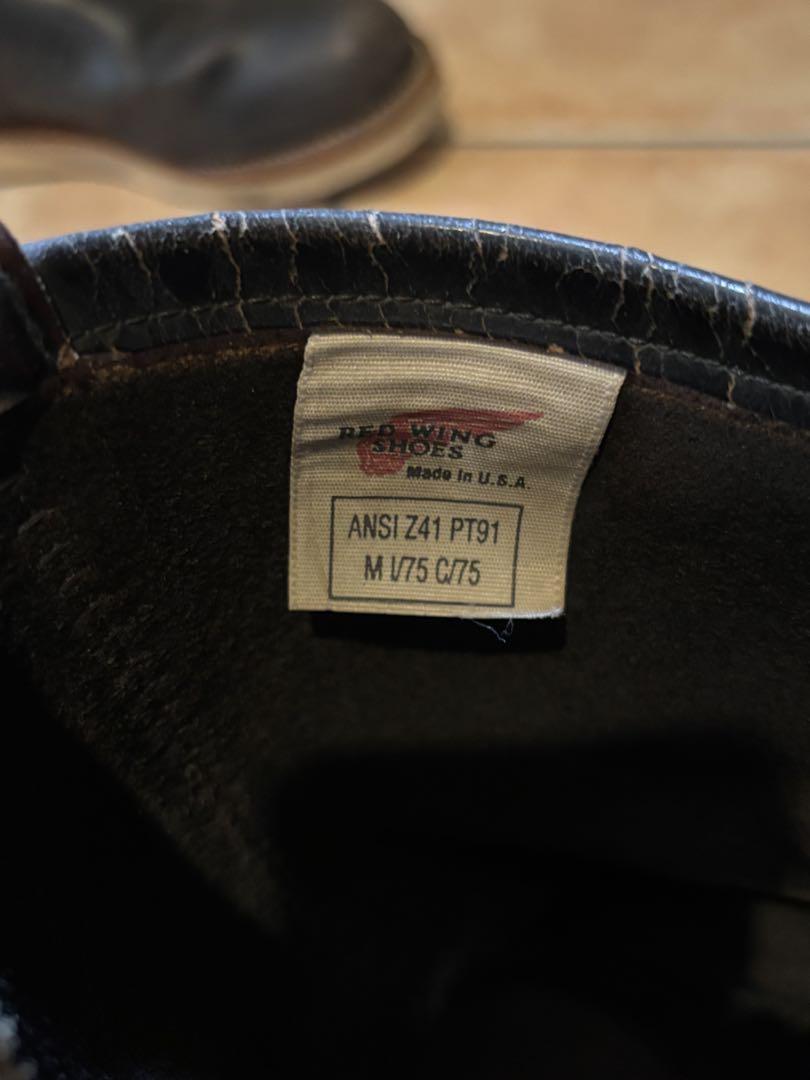 RED WING
SHOES
Made in U.S.A.
ANSI Z41 PT91
M I/75 C/75